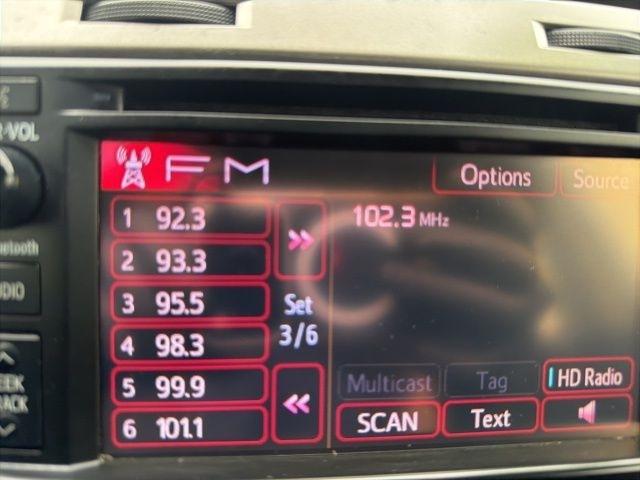 R-VOL
FM
Options
Source
1 92.3
2 93.3
3 95.5
4 98.3
5 99.9
6 101.1
Set
3/6
102.3 MHz
Multicast
Tag
HD Radio
SCAN
Text